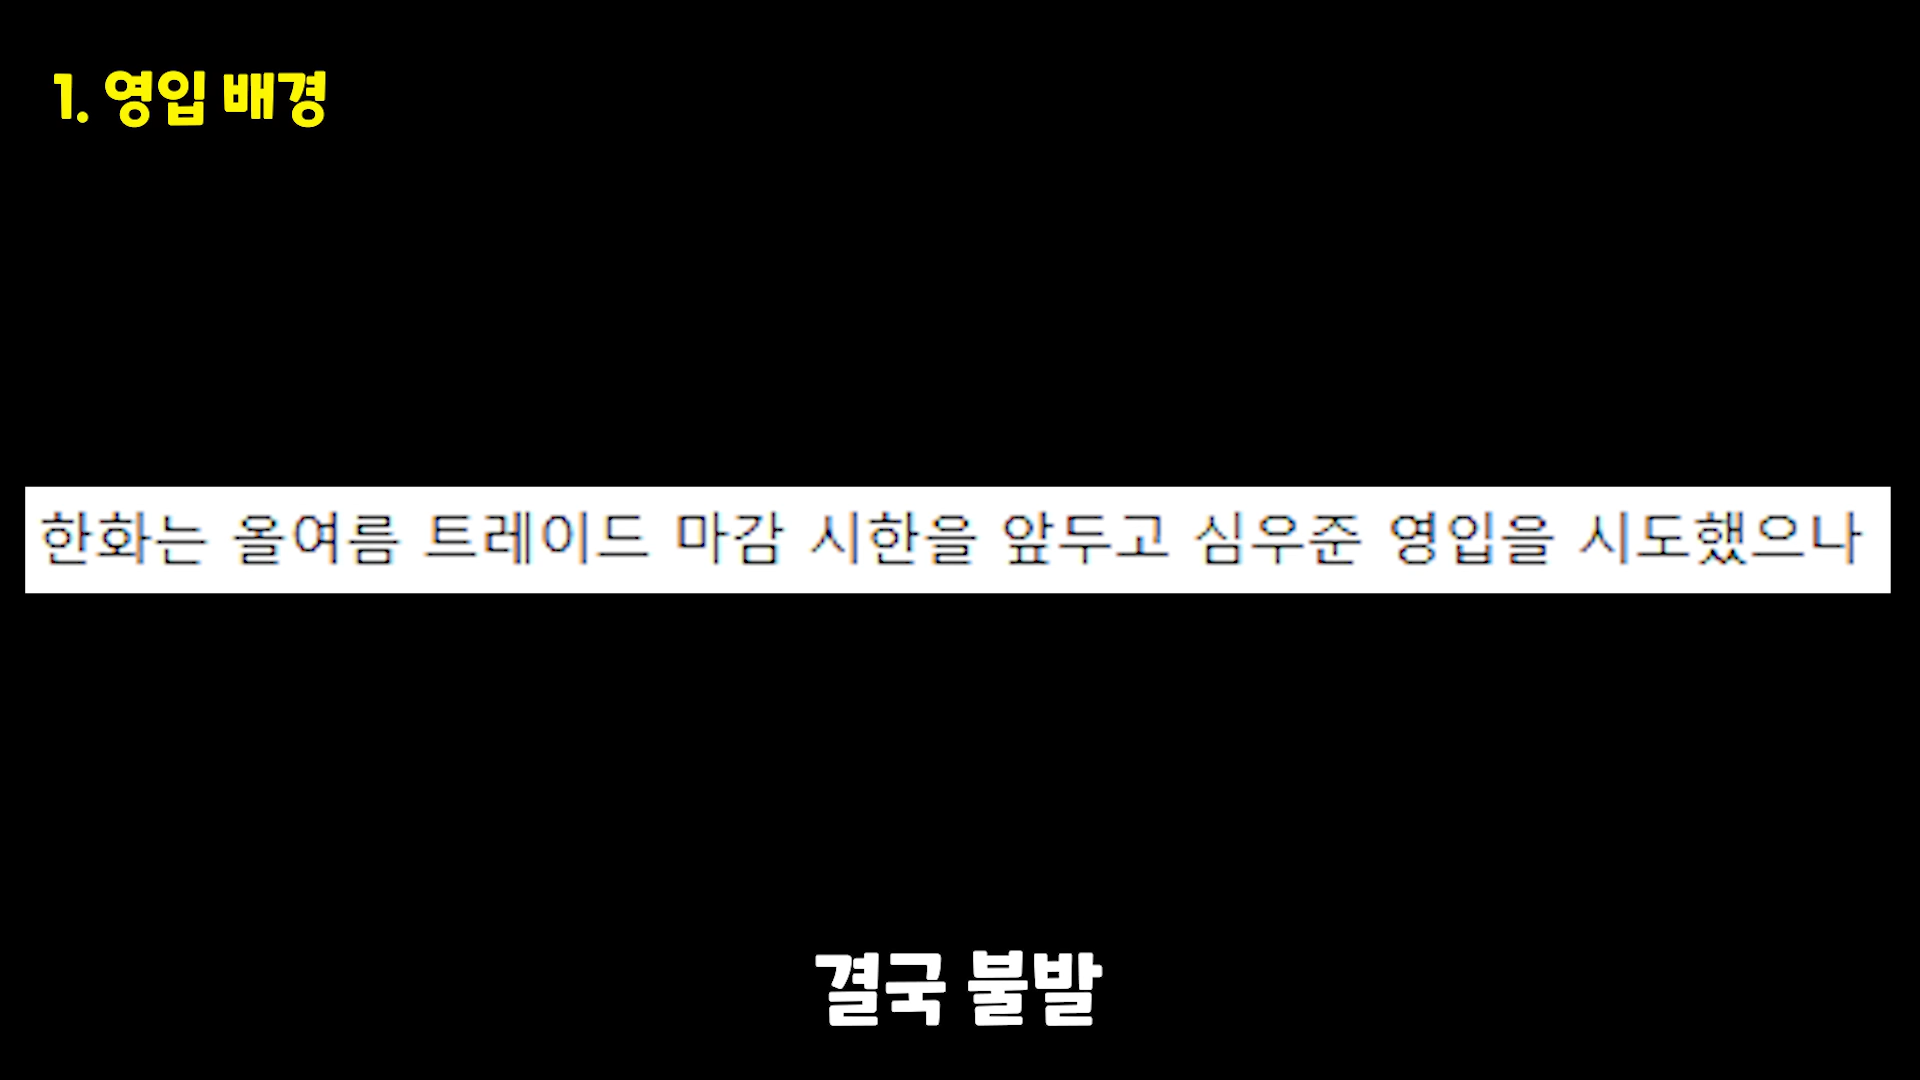 1. 영입 배경
한화는 올여름 트레이드 마감 시한을 앞두고 심우준 영입을 시도했으나
결국 불발